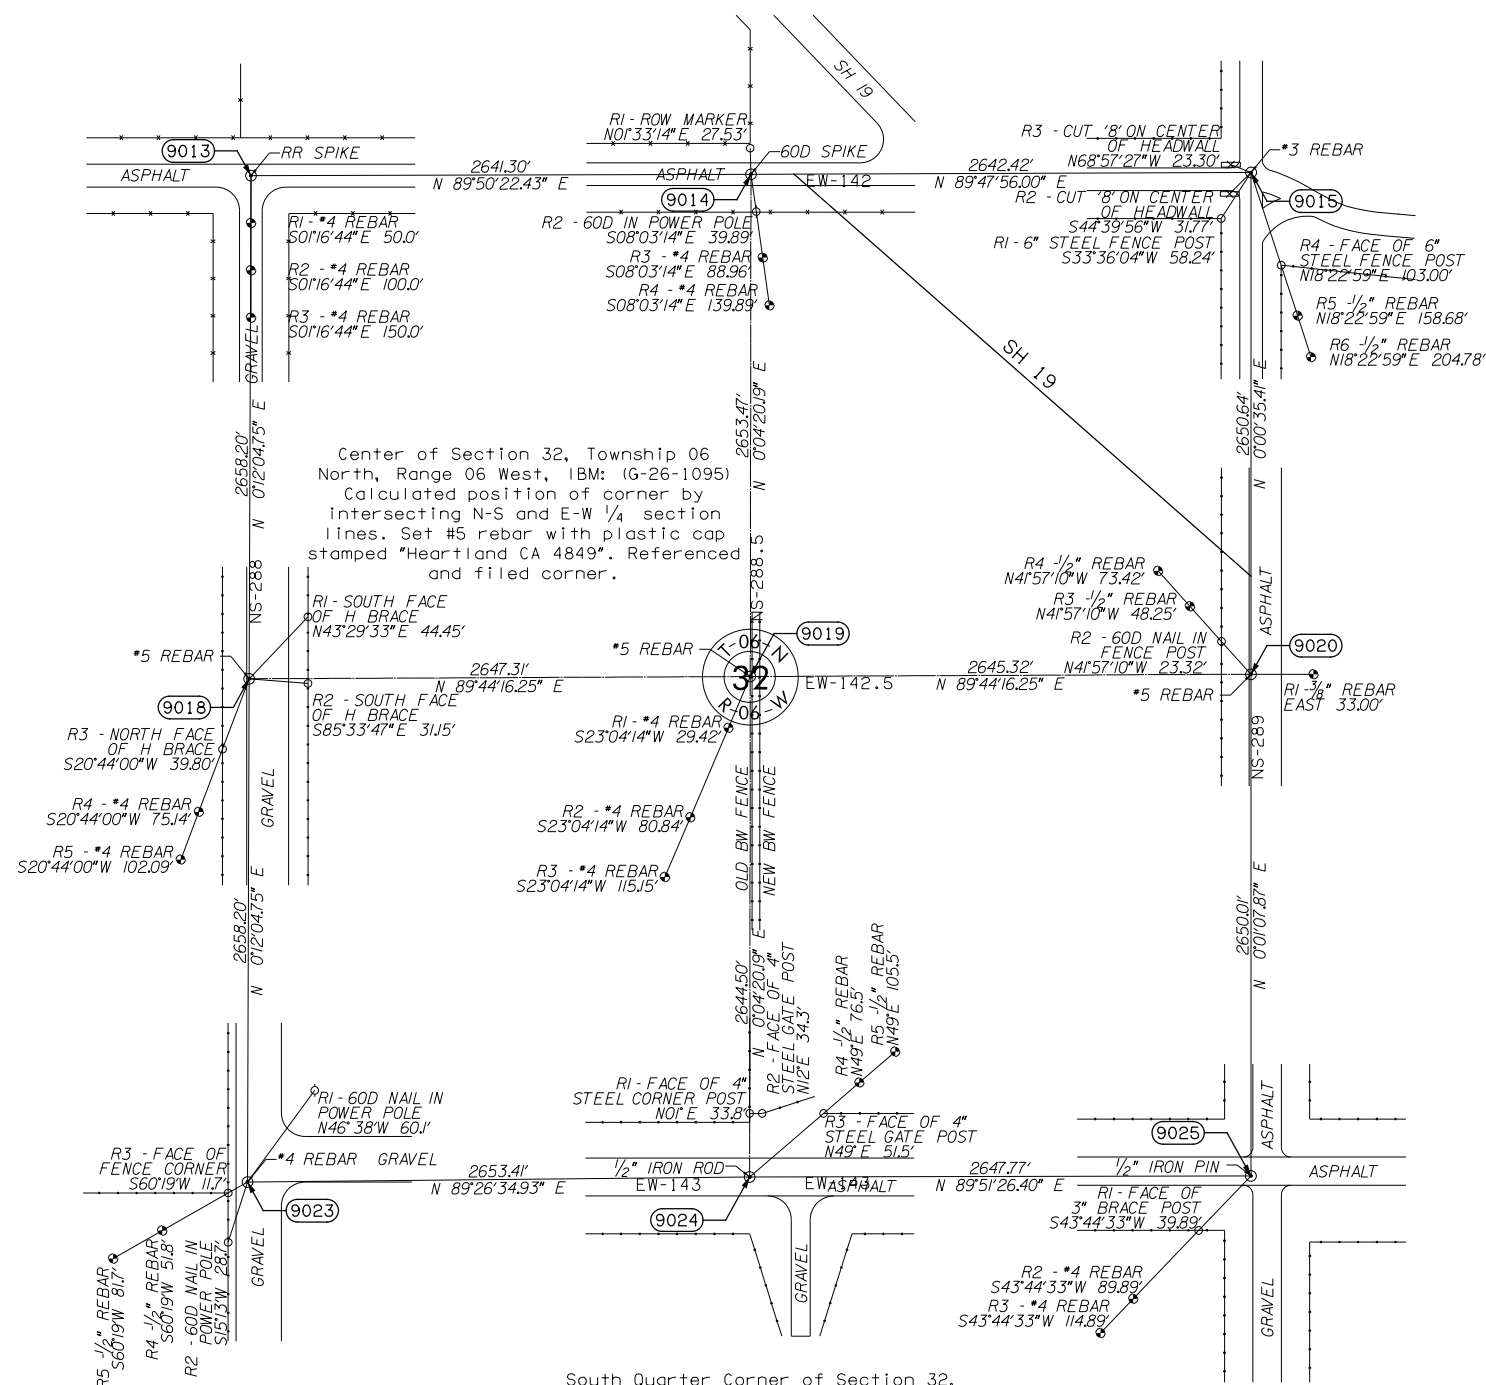 SH 19
R1 - ROW MARKER
N01°33'14" E 27.53'
R3 - CUT '8' ON CENTER
OF HEADWALL
N68°57'27"W 23.30'
9013
RR SPIKE
60D SPIKE
#3 REBAR
2641.30'
2642.42'
ASPHALT
ASPHALT
EW-142
N 89°50'22.43" E
N 89°47'56.00" E
9014
9015
R2 - CUT '8' ON CENTER
OF HEADWALL
S44°39'56"W 31.77'
R1 - #4 REBAR
S01°16'44" E 50.0'
R2 - 60D IN POWER POLE
S08°03'14" E 39.89'
R1 - 6" STEEL FENCE POST
S33°36'04"W 58.24'
R4 - FACE OF 6"
STEEL FENCE POST
N18°22'59" E 103.00'
R2 - #4 REBAR
S01°16'44" E 100.0'
R3 - #4 REBAR
S08°03'14" E 88.96'
R4 - #4 REBAR
S08°03'14" E 139.89'
R5 - 1/2" REBAR
N18°22'59" E 158.68'
R3 - #4 REBAR
S01°16'44" E 150.0'
R6 - 1/2" REBAR
N18°22'59" E 204.78'
GRAVEL
SH 19
2658.20'
N 0°12'04.75" E
2653.47'
N 0°04'20.19" E
2650.64'
N 0°00'35.41" E
Center of Section 32, Township 06
North, Range 06 West, IBM: (G-26-1095)
Calculated position of corner by
intersecting N-S and E-W 1/4 section
lines. Set #5 rebar with plastic cap
stamped "Heartland CA 4849". Referenced
and filed corner.
NS-288
NS-288.5
ASPHALT
R4 - 1/2" REBAR
N41°57'10"W 73.42'
R3 - 1/2" REBAR
N41°57'10"W 48.25'
R1 - SOUTH FACE
OF H BRACE
N43°29'33" E 44.45'
R2 - 60D NAIL IN
FENCE POST
N41°57'10"W 23.32'
9019
9020
#5 REBAR
#5 REBAR
T-06-N
32
R-06-W
2647.31'
N 89°44'16.25" E
EW-142.5
2645.32'
N 89°44'16.25" E
#5 REBAR
R1 - 3/8" REBAR
EAST 33.00'
9018
R2 - SOUTH FACE
OF H BRACE
S85°33'47" E 31.15'
R1 - #4 REBAR
S23°04'14"W 29.42'
R3 - NORTH FACE
OF H BRACE
S20°44'00"W 39.80'
NS-289
GRAVEL
OLD BW FENCE
NEW BW FENCE
R4 - #4 REBAR
S20°44'00"W 75.14'
R2 - #4 REBAR
S23°04'14"W 80.84'
R5 - #4 REBAR
S20°44'00"W 102.09'
R3 - #4 REBAR
S23°04'14"W 115.15'
2658.20'
N 0°12'04.75" E
2644.50'
N 0°04'20.19" E
2650.01'
N 0°01'07.87" E
R2 - FACE OF 4"
STEEL GATE POST
N12°E 34.3'
R4 - 1/2" REBAR
N49°E 76.5'
R5 - 1/2" REBAR
N49°E 105.5'
R1 - FACE OF 4"
STEEL CORNER POST
N01°E 33.8'
R1 - 60D NAIL IN
POWER POLE
N46°38'W 60.1'
R3 - FACE OF 4"
STEEL GATE POST
N49°E 51.5'
9025
ASPHALT
R3 - FACE OF
FENCE CORNER
S60°19'W 11.7'
#4 REBAR GRAVEL
2653.41'
N 89°26'34.93" E
1/2" IRON ROD
EW-143
EW-143
ASPHALT
2647.77'
N 89°51'26.40" E
1/2" IRON PIN
ASPHALT
9023
9024
R1 - FACE OF
3" BRACE POST
S43°44'33"W 39.89'
R5 - 1/2" REBAR
S60°19'W 81.7'
R4 - 1/2" REBAR
S60°19'W 51.8'
R2 - 60D NAIL IN
POWER POLE
S15°13'W 28.7'
GRAVEL
GRAVEL
R2 - #4 REBAR
S43°44'33"W 89.89'
R3 - #4 REBAR
S43°44'33"W 114.89'
GRAVEL
South Quarter Corner of Section 32,